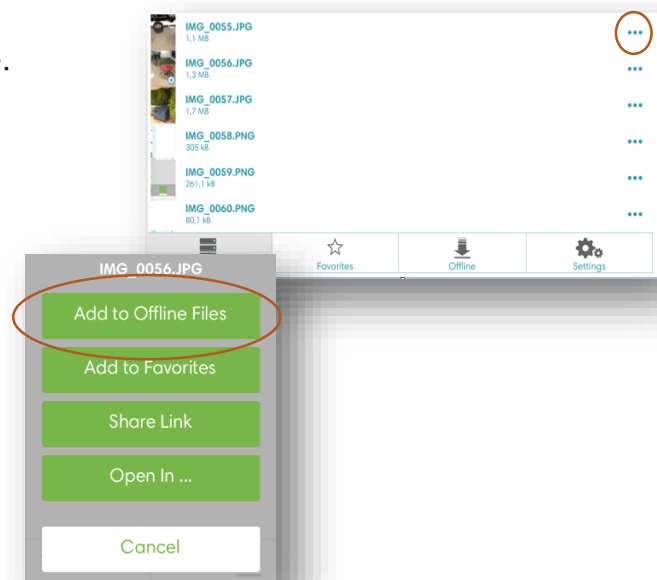 IMG_0055.JPG
1,1 MB
IMG_0056.JPG
1,3 MB
IMG_0057.JPG
1,7 MB
IMG_0058.PNG
305 kB
IMG_0059.PNG
261,1 kB
IMG_0060.PNG
80,1 kB
Favorites
Offline
Settings
IMG_0056.JPG
Add to Offline Files
Add to Favorites
Share Link
Open In ...
Cancel